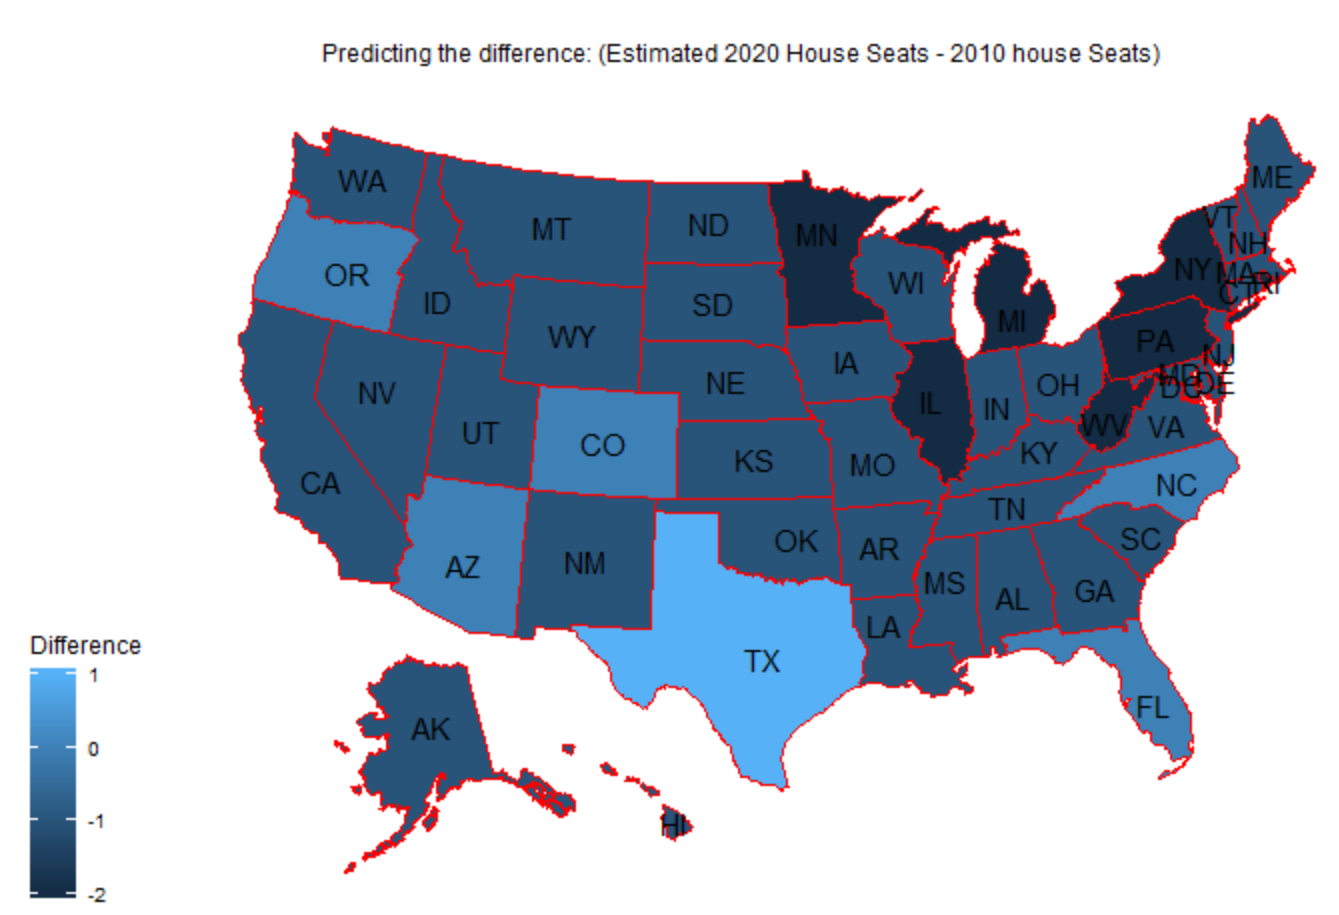 Predicting the difference: (Estimated 2020 House Seats - 2010 house Seats)
ME
WA
VT
MT
ND
MN
NH
NY
MA
RI
OR
WI
CT
ID
SD
MI
WY
PA
IA
NJ
NV
NE
OH
MD
DE
DC
IL
IN
UT
CO
WV
VA
KS
MO
KY
CA
NC
TN
OK
AR
SC
AZ
NM
MS
AL
GA
LA
TX
FL
AK
HI
Difference
1
0
-1
-2